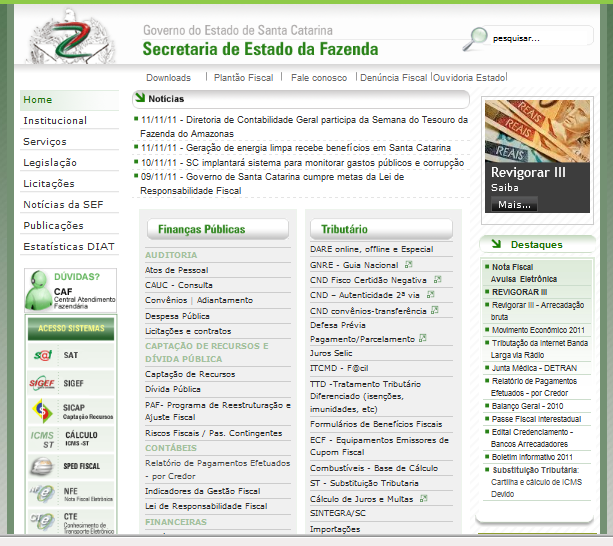 Governo do Estado de Santa Catarina
Secretaria de Estado da Fazenda
pesquisar...
Downloads | Plantão Fiscal | Fale conosco | Denúncia Fiscal | Ouvidoria Estado |
Home
Institucional
Serviços
Legislação
Licitações
Notícias da SEF
Publicações
Estatísticas DIAT
DÚVIDAS?
CAF
Central Atendimento
Fazendária
ACESSO SISTEMAS
S@T SAT
SIGEF SIGEF
SICAP
Captação Recursos
ICMS ST CÁLCULO
ICMS -ST
SPED FISCAL
NFE
Nota Fiscal Eletrônica
CTE
Conhecimento de
Transporte Eletrônico
Notícias
11/11/11 - Diretoria de Contabilidade Geral participa da Semana do Tesouro da
Fazenda do Amazonas
11/11/11 - Geração de energia limpa recebe benefícios em Santa Catarina
10/11/11 - SC implantará sistema para monitorar gastos públicos e corrupção
09/11/11 - Governo de Santa Catarina cumpre metas da Lei de
Responsabilidade Fiscal
Finanças Públicas
AUDITORIA
Atos de Pessoal
CAUC - Consulta
Convênios | Adiantamento
Despesa Pública
Licitações e contratos
CAPTAÇÃO DE RECURSOS E
DÍVIDA PÚBLICA
Captação de Recursos
Dívida Pública
PAF- Programa de Reestruturação e
Ajuste Fiscal
Riscos Fiscais / Pas. Contingentes
CONTÁBEIS
Relatório de Pagamentos Efetuados
- por Credor
Indicadores da Gestão Fiscal
Lei de Responsabilidade Fiscal
FINANCEIRAS
Tributário
DARE online, offline e Especial
GNRE - Guia Nacional
CND Fisco Certidão Negativa
CND – Autenticidade 2ª via
CND convênios-transferência
Defesa Prévia
Pagamento/Parcelamento
Juros Selic
ITCMD - F@cil
TTD -Tratamento Tributário
Diferenciado (isenções,
imunidades, etc)
Formulários de Benefícios Fiscais
ECF - Equipamentos Emissores de
Cupom Fiscal
Combustíveis - Base de Cálculo
ST - Substituição Tributária
Cálculo de Juros e Multas
SINTEGRA/SC
Importações
REAIS
REAIS
REAIS
Revigorar III
Saiba
Mais...
Destaques
Nota Fiscal
Avulsa Eletrônica
REVIGORAR III
Revigorar III - Arrecadação
bruta
Movimento Econômico 2011
Tributação da Internet Banda
Larga via Rádio
Junta Médica - DETRAN
Relatório de Pagamentos
Efetuados - por Credor
Balanço Geral - 2010
Passe Fiscal Interestadual
Edital Credenciamento -
Bancos Arrecadadores
Boletim Informativo 2011
Substituição Tributária:
Cartilha e cálculo de ICMS
Devido